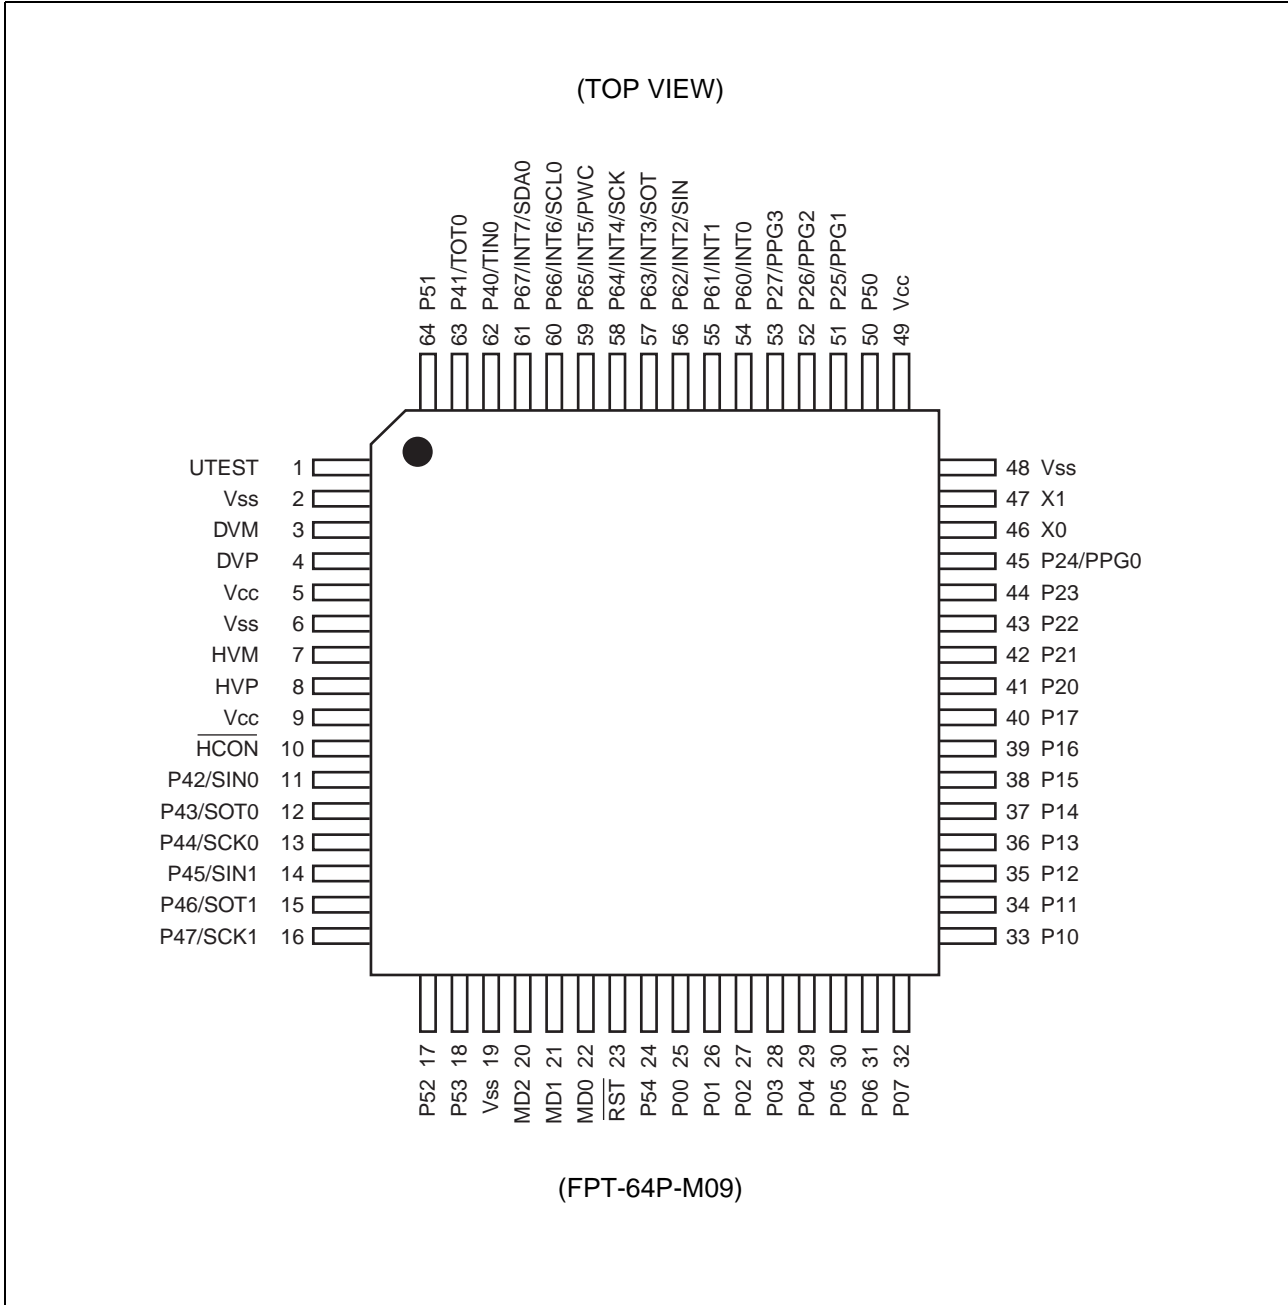 (TOP VIEW)
64 P51
63 P41/TOT0
62 P40/TIN0
61 P67/INT7/SDA0
60 P66/INT6/SCL0
59 P65/INT5/PWC
58 P64/INT4/SCK
57 P63/INT3/SOT
56 P62/INT2/SIN
55 P61/INT1
54 P60/INT0
53 P27/PPG3
52 P26/PPG2
51 P25/PPG1
50 P50
49 Vcc
UTEST 1
Vss 2
DVM 3
DVP 4
Vcc 5
Vss 6
HVM 7
HVP 8
Vcc 9
HCON 10
P42/SIN0 11
P43/SOT0 12
P44/SCK0 13
P45/SIN1 14
P46/SOT1 15
P47/SCK1 16
48 Vss
47 X1
46 X0
45 P24/PPG0
44 P23
43 P22
42 P21
41 P20
40 P17
39 P16
38 P15
37 P14
36 P13
35 P12
34 P11
33 P10
P52 17
P53 18
Vss 19
MD2 20
MD1 21
MD0 22
RST 23
P54 24
P00 25
P01 26
P02 27
P03 28
P04 29
P05 30
P06 31
P07 32
(FPT-64P-M09)